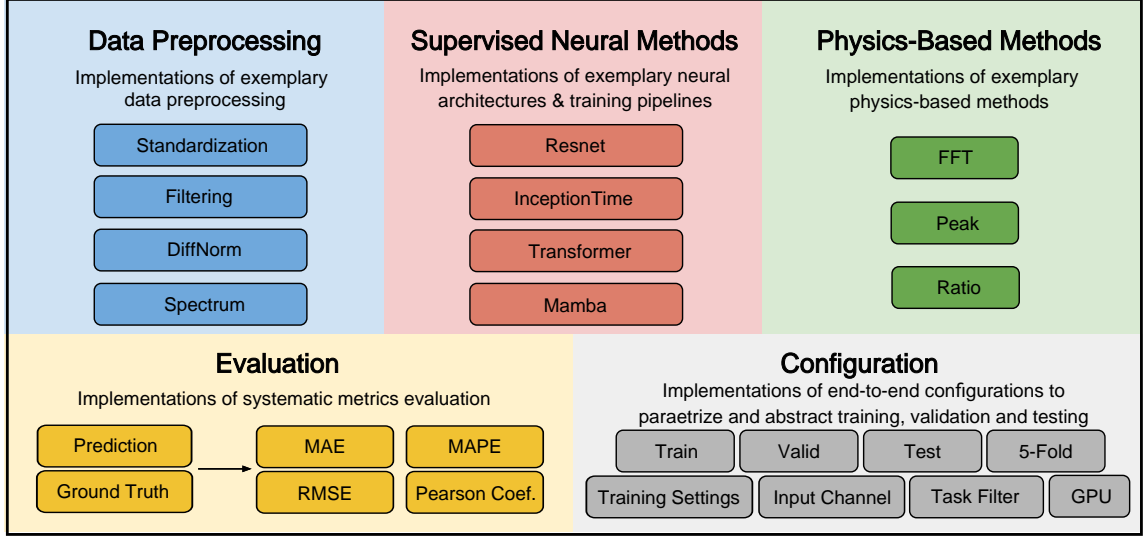 Data Preprocessing
Implementations of exemplary
data preprocessing
Standardization
Filtering
DiffNorm
Spectrum
Supervised Neural Methods
Implementations of exemplary neural
architectures & training pipelines
Resnet
InceptionTime
Transformer
Mamba
Physics-Based Methods
Implementations of exemplary
physics-based methods
FFT
Peak
Ratio
Evaluation
Implementations of systematic metrics evaluation
Prediction
Ground Truth
MAE
MAPE
RMSE
Pearson Coef.
Configuration
Implementations of end-to-end configurations to
paraetrize and abstract training, validation and testing
Train
Valid
Test
5-Fold
Training Settings
Input Channel
Task Filter
GPU